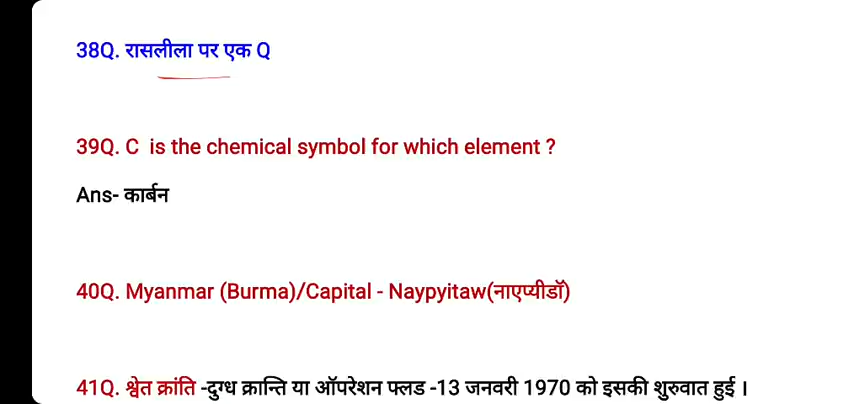 38Q. रासलीला पर एक Q
39Q. C is the chemical symbol for which element ?
Ans- कार्बन
40Q. Myanmar (Burma)/Capital - Naypyitaw(नाएप्यीडॉ)
41Q. श्वेत क्रांति -दुग्ध क्रान्ति या ऑपरेशन फ्लड -13 जनवरी 1970 को इसकी शुरुवात हुई ।